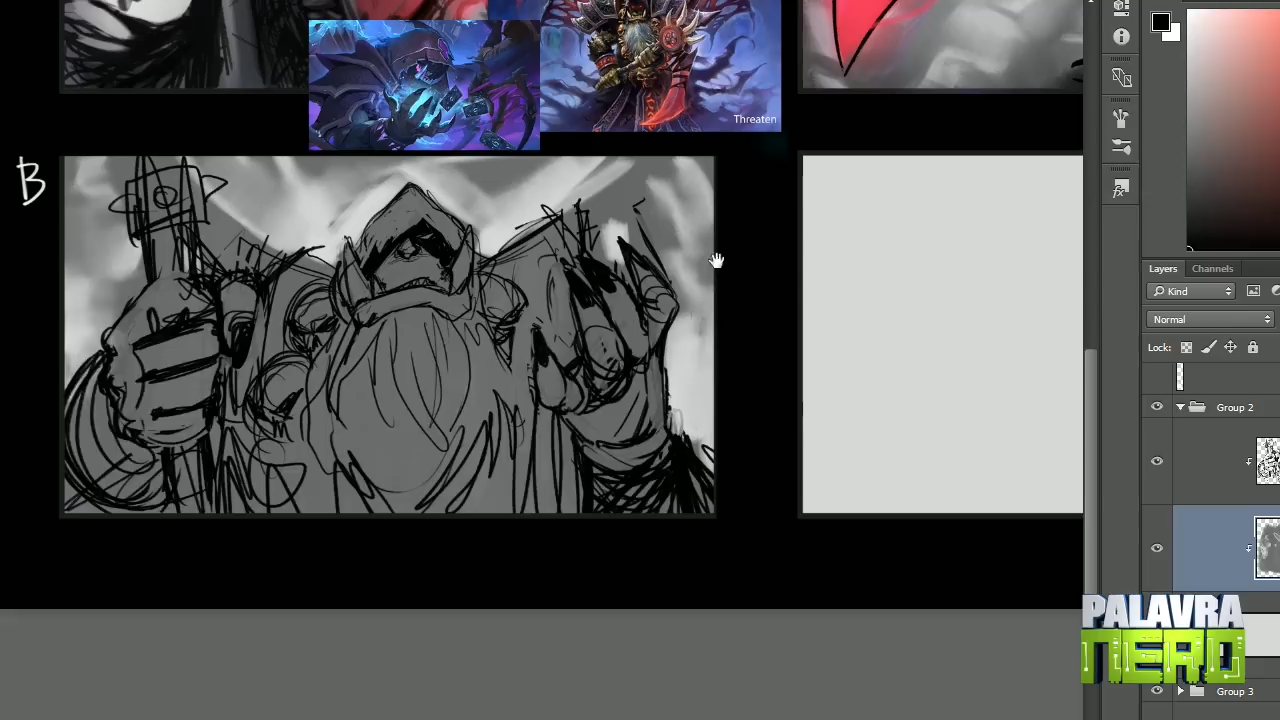 Threaten
B
Layers Channels
Kind
Normal
Lock:
Group 2
PALAVRA
NERD
Group 3